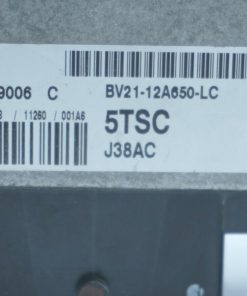 9006 C
BV21-12A650-LC
/ 11260 / 001A6
5TSC
J38AC